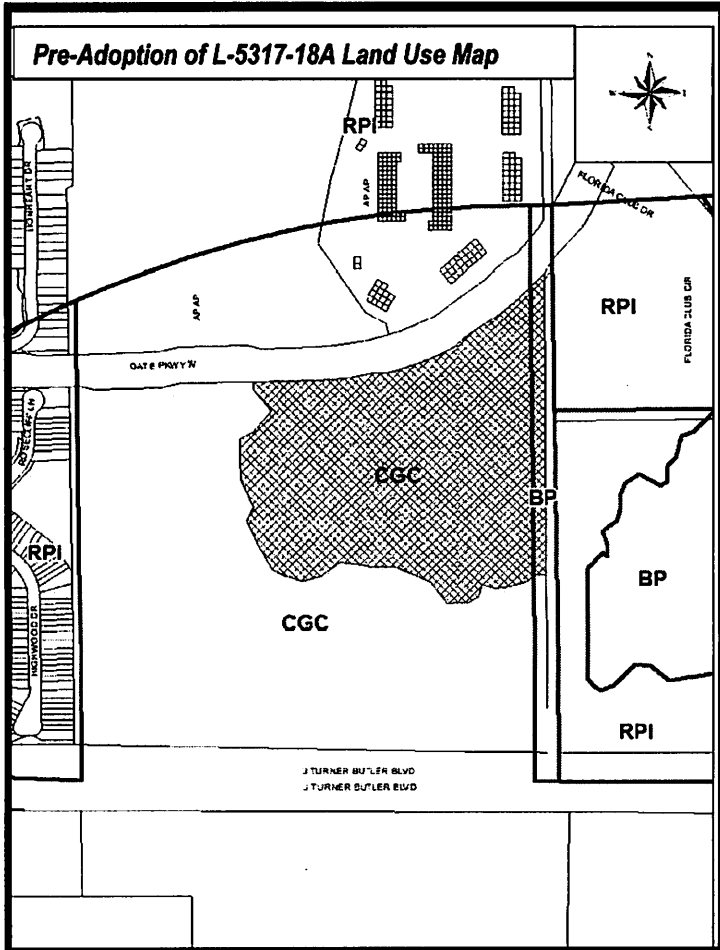 Pre-Adoption of L-5317-18A Land Use Map
N
E
S
W
RPI
AP AP
FLORIDA CLUB DR
AP AP
RPI
FLORIDA CLUB CIR
GATE PKWY W
CGC
BP
RPI
BP
HIGHWOOD DR
CGC
RPI
J TURNER BUTLER BLVD
J TURNER BUTLER BLVD